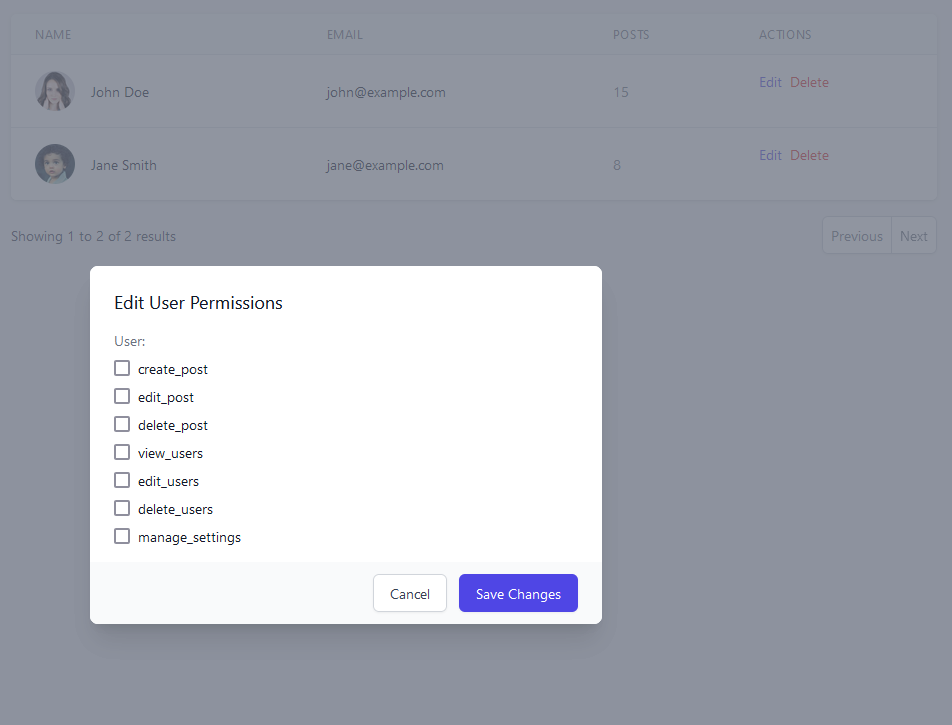 NAME EMAIL POSTS ACTIONS
John Doe john@example.com 15 Edit Delete
Jane Smith jane@example.com 8 Edit Delete
Showing 1 to 2 of 2 results Previous Next
Edit User Permissions
User:
create_post
edit_post
delete_post
view_users
edit_users
delete_users
manage_settings
Cancel Save Changes